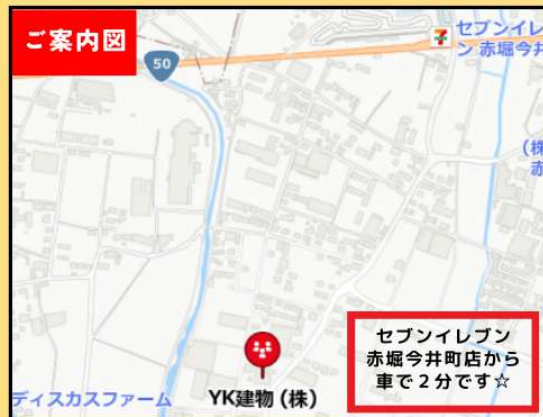 ご案内図
50
7
セブンイレブ
ン 赤堀今井
(株
赤
セブンイレブン
赤堀今井町店から
車で2分です☆
YK建物 (株)
ディスカスファーム